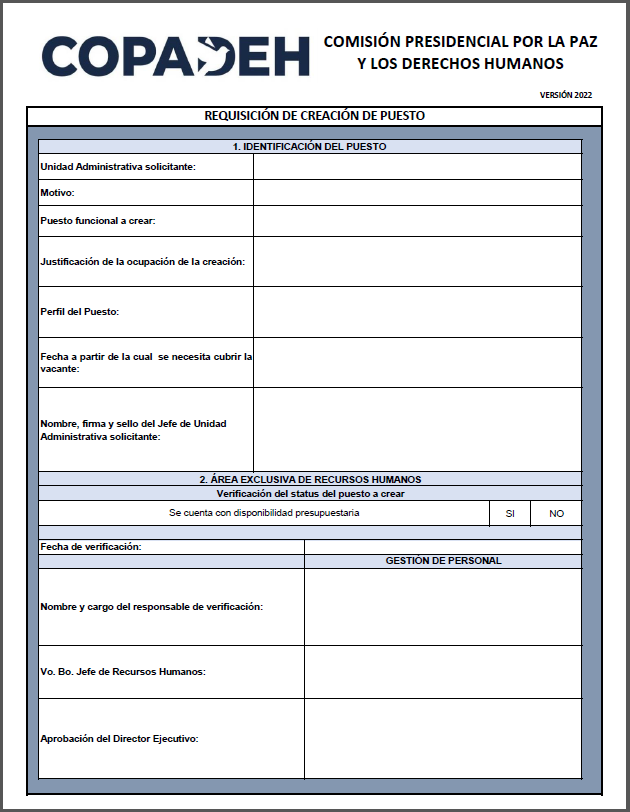 COPADEH
COMISIÓN PRESIDENCIAL POR LA PAZ
Y LOS DERECHOS HUMANOS
VERSIÓN 2022
REQUISICIÓN DE CREACIÓN DE PUESTO
1. IDENTIFICACIÓN DEL PUESTO
Unidad Administrativa solicitante:
Motivo:
Puesto funcional a crear:
Justificación de la ocupación de la creación:
Perfil del Puesto:
Fecha a partir de la cual se necesita cubrir la
vacante:
Nombre, firma y sello del Jefe de Unidad
Administrativa solicitante:
2. ÁREA EXCLUSIVA DE RECURSOS HUMANOS
Verificación del status del puesto a crear
Se cuenta con disponibilidad presupuestaria SI NO
Fecha de verificación:
GESTIÓN DE PERSONAL
Nombre y cargo del responsable de verificación:
Vo. Bo. Jefe de Recursos Humanos:
Aprobación del Director Ejecutivo: